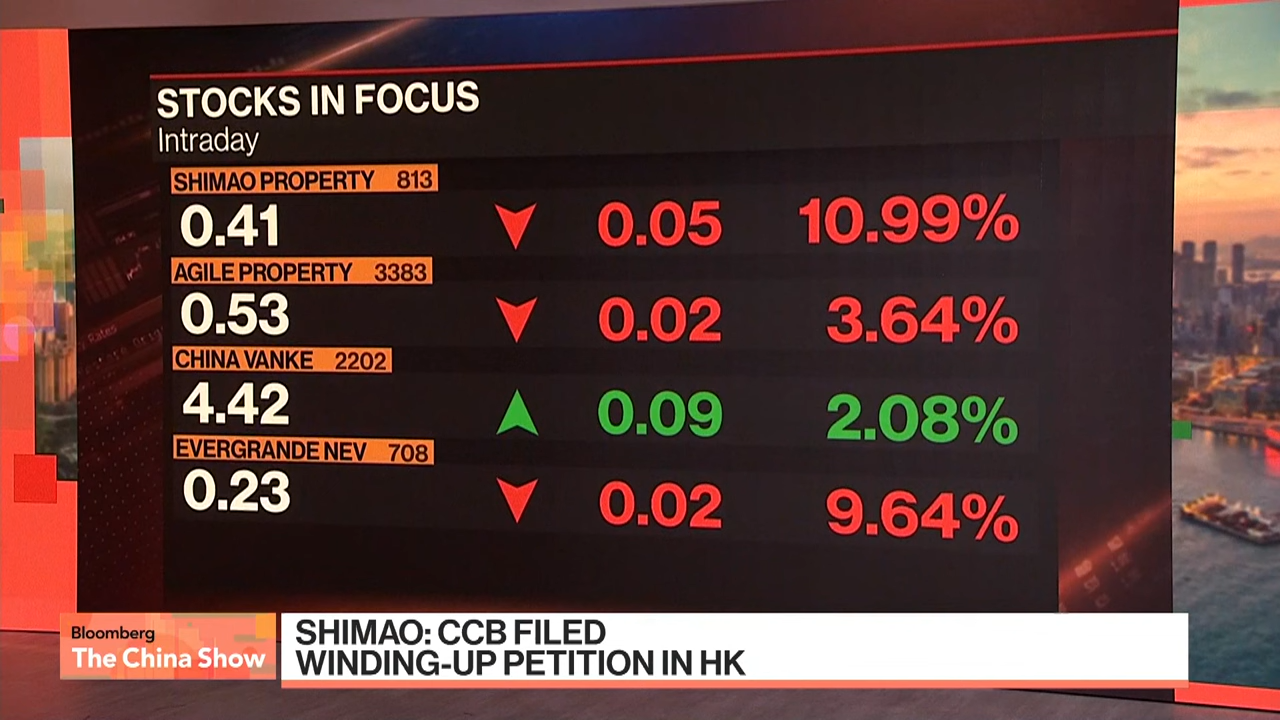 STOCKS IN FOCUS
Intraday
SHIMAO PROPERTY 813
0.41 ▼ 0.05 10.99%
AGILE PROPERTY 3383
0.53 ▼ 0.02 3.64%
CHINA VANKE 2202
4.42 ▲ 0.09 2.08%
EVERGRANDE NEV 708
0.23 ▼ 0.02 9.64%
Bloomberg
The China Show
SHIMAO: CCB FILED
WINDING-UP PETITION IN HK